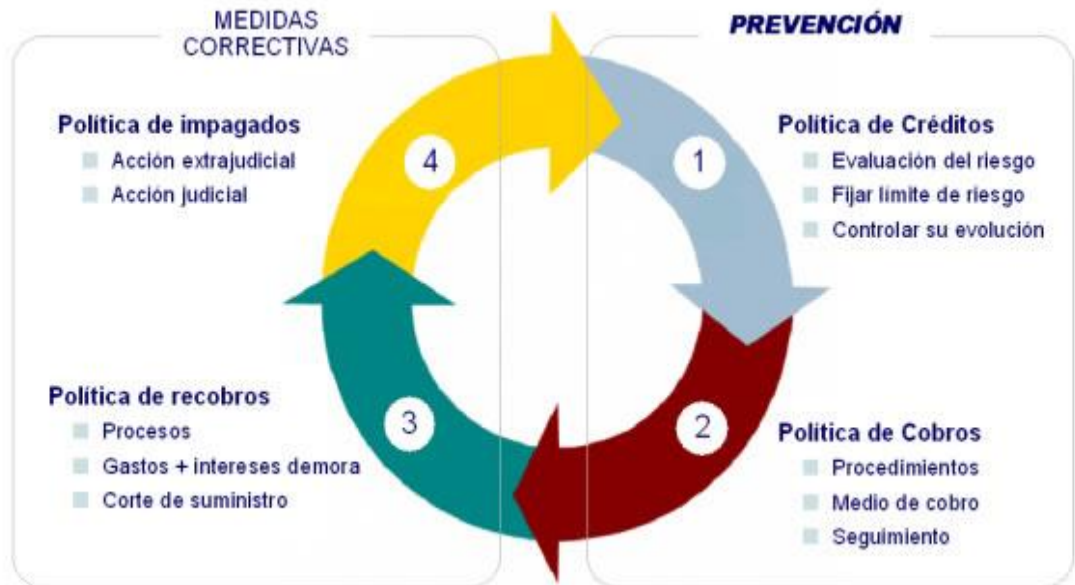 MEDIDAS
CORRECTIVAS
PREVENCIÓN
Política de impagados
Acción extrajudicial
Acción judicial
4
1
Política de Créditos
Evaluación del riesgo
Fijar límite de riesgo
Controlar su evolución
Política de recobros
Procesos
Gastos + intereses demora
Corte de suministro
3
2
Política de Cobros
Procedimientos
Medio de cobro
Seguimiento